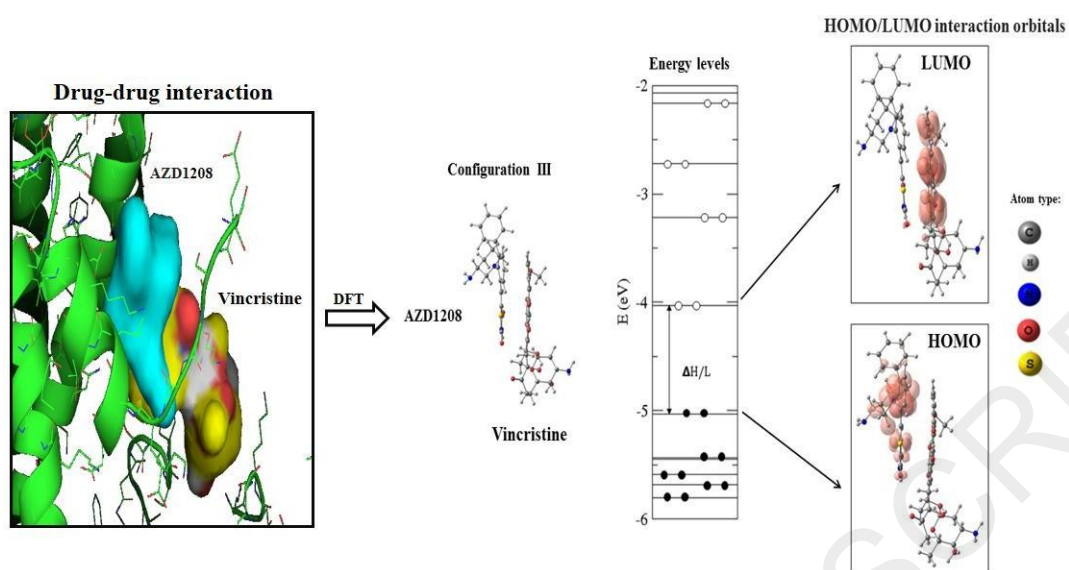 Drug-drug interaction
AZD1208
Vincristine
DFT
Configuration III
AZD1208
Vincristine
Energy levels
E (eV)
-2
-3
-4
-5
-6
ΔH/L
HOMO/LUMO interaction orbitals
LUMO
HOMO
Atom type:
C
H
N
O
S
SCRI